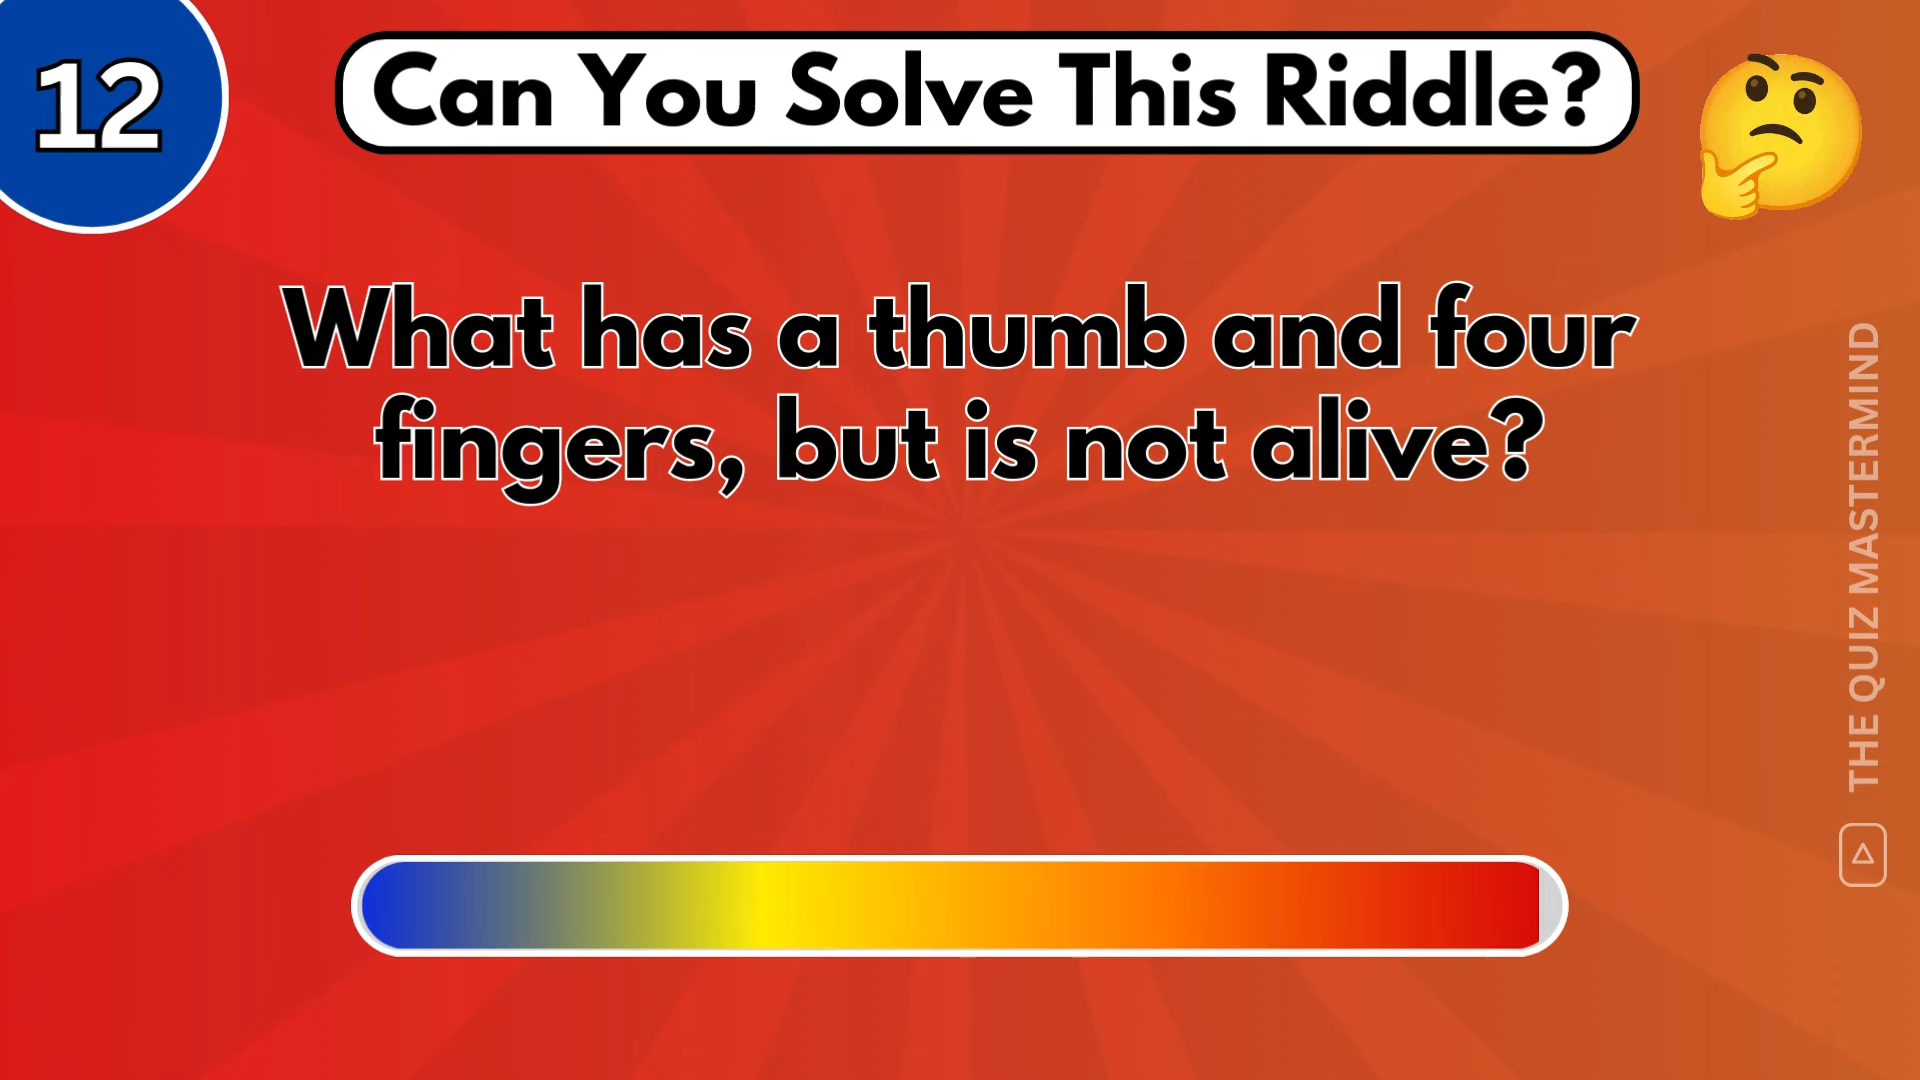 12
Can You Solve This Riddle?
What has a thumb and four
fingers, but is not alive?
THE QUIZ MASTERMIND